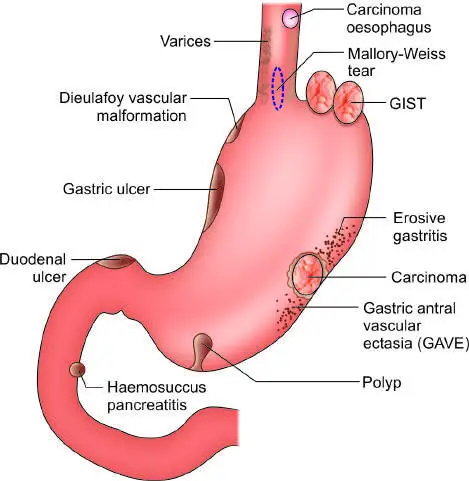 Carcinoma
oesophagus
Varices
Mallory-Weiss
tear
Dieulafoy vascular
malformation
GIST
Gastric ulcer
Erosive
gastritis
Duodenal
ulcer
Carcinoma
Gastric antral
vascular
ectasia (GAVE)
Polyp
Haemosuccus
pancreatitis